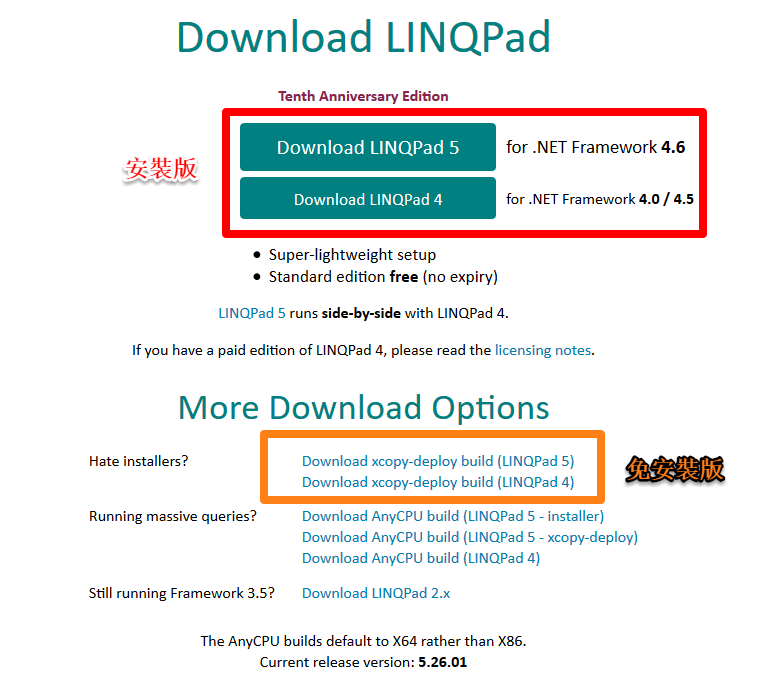 Download LINQPad
Tenth Anniversary Edition
安裝版
Download LINQPad 5 for .NET Framework 4.6
Download LINQPad 4 for .NET Framework 4.0 / 4.5
• Super-lightweight setup
• Standard edition free (no expiry)
LINQPad 5 runs side-by-side with LINQPad 4.
If you have a paid edition of LINQPad 4, please read the licensing notes.
More Download Options
Hate installers? Download xcopy-deploy build (LINQPad 5)
Download xcopy-deploy build (LINQPad 4)
免安裝版
Running massive queries? Download AnyCPU build (LINQPad 5 - installer)
Download AnyCPU build (LINQPad 5 - xcopy-deploy)
Download AnyCPU build (LINQPad 4)
Still running Framework 3.5? Download LINQPad 2.x
The AnyCPU builds default to X64 rather than X86.
Current release version: 5.26.01